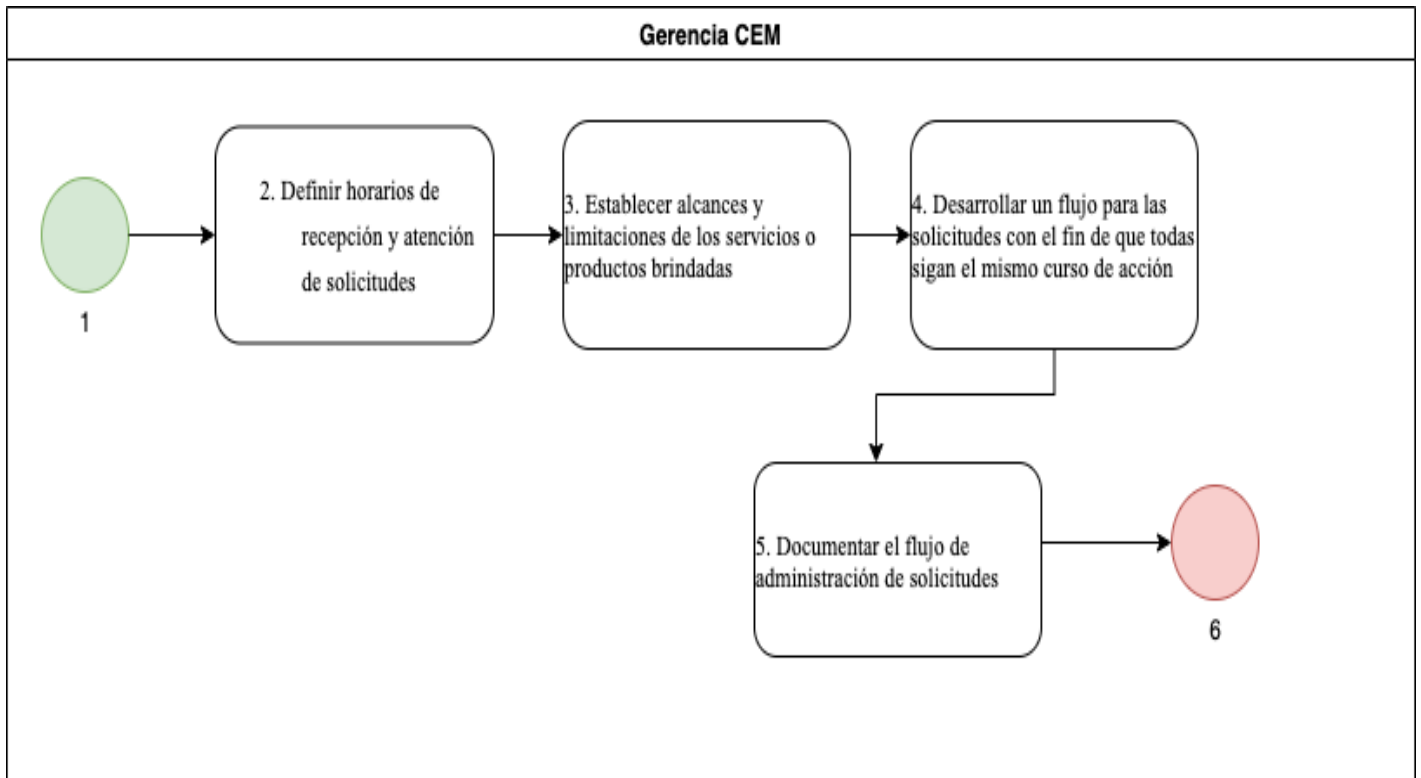 Gerencia CEM
1
2. Definir horarios de
recepción y atención
de solicitudes
3. Establecer alcances y
limitaciones de los servicios o
productos brindadas
4. Desarrollar un flujo para las
solicitudes con el fin de que todas
sigan el mismo curso de acción
5. Documentar el flujo de
administración de solicitudes
6